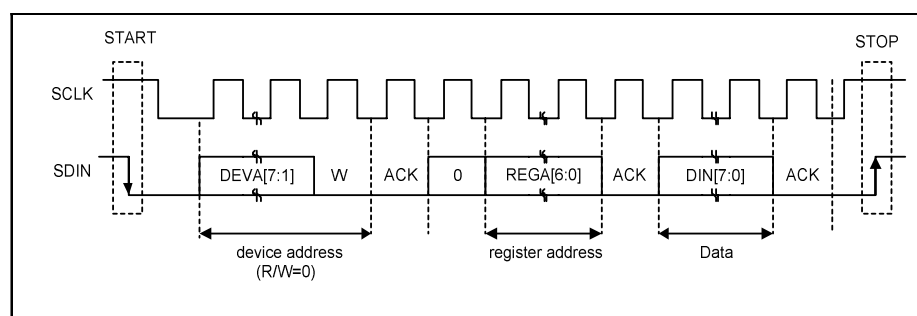 START
STOP
SCLK
SDIN
DEVA[7:1]
W
ACK
0
REGA[6:0]
ACK
DIN[7:0]
ACK
device address
(R/W=0)
register address
Data